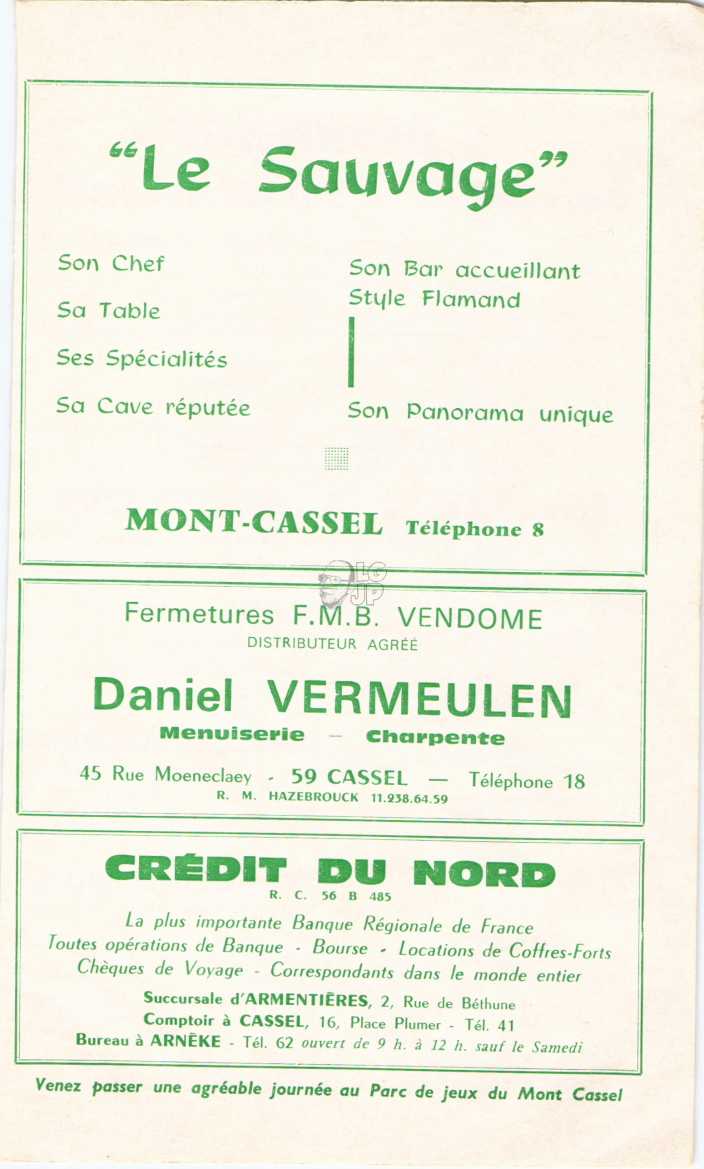 “Le Sauvage”
Son Chef
Sa Table
Ses Spécialités
Sa Cave réputée
Son Bar accueillant
Style Flamand
Son Panorama unique
MONT-CASSEL Téléphone 8
LG
JP
Fermetures F.M.B. VENDOME
DISTRIBUTEUR AGRÉÉ
Daniel VERMEULEN
Menuiserie — Charpente
45 Rue Moeneclaey - 59 CASSEL — Téléphone 18
R. M. HAZEBROUCK 11.238.64.59
CRÉDIT DU NORD
R. C. 56 B 485
La plus importante Banque Régionale de France
Toutes opérations de Banque - Bourse - Locations de Coffres-Forts
Chèques de Voyage - Correspondants dans le monde entier
Succursale d'ARMENTIÈRES, 2, Rue de Béthune
Comptoir à CASSEL, 16, Place Plumer - Tél. 41
Bureau à ARNÊKE - Tél. 62 ouvert de 9 h. à 12 h. sauf le Samedi
Venez passer une agréable journée au Parc de jeux du Mont Cassel